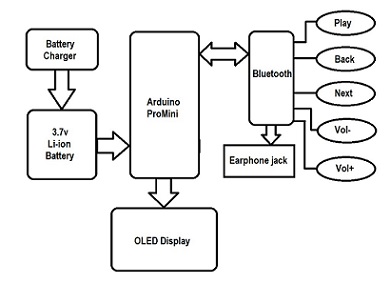 Battery
Charger
3.7v
Li-ion
Battery
Arduino
ProMini
OLED Display
Bluetooth
Earphone jack
Play
Back
Next
Vol-
Vol+